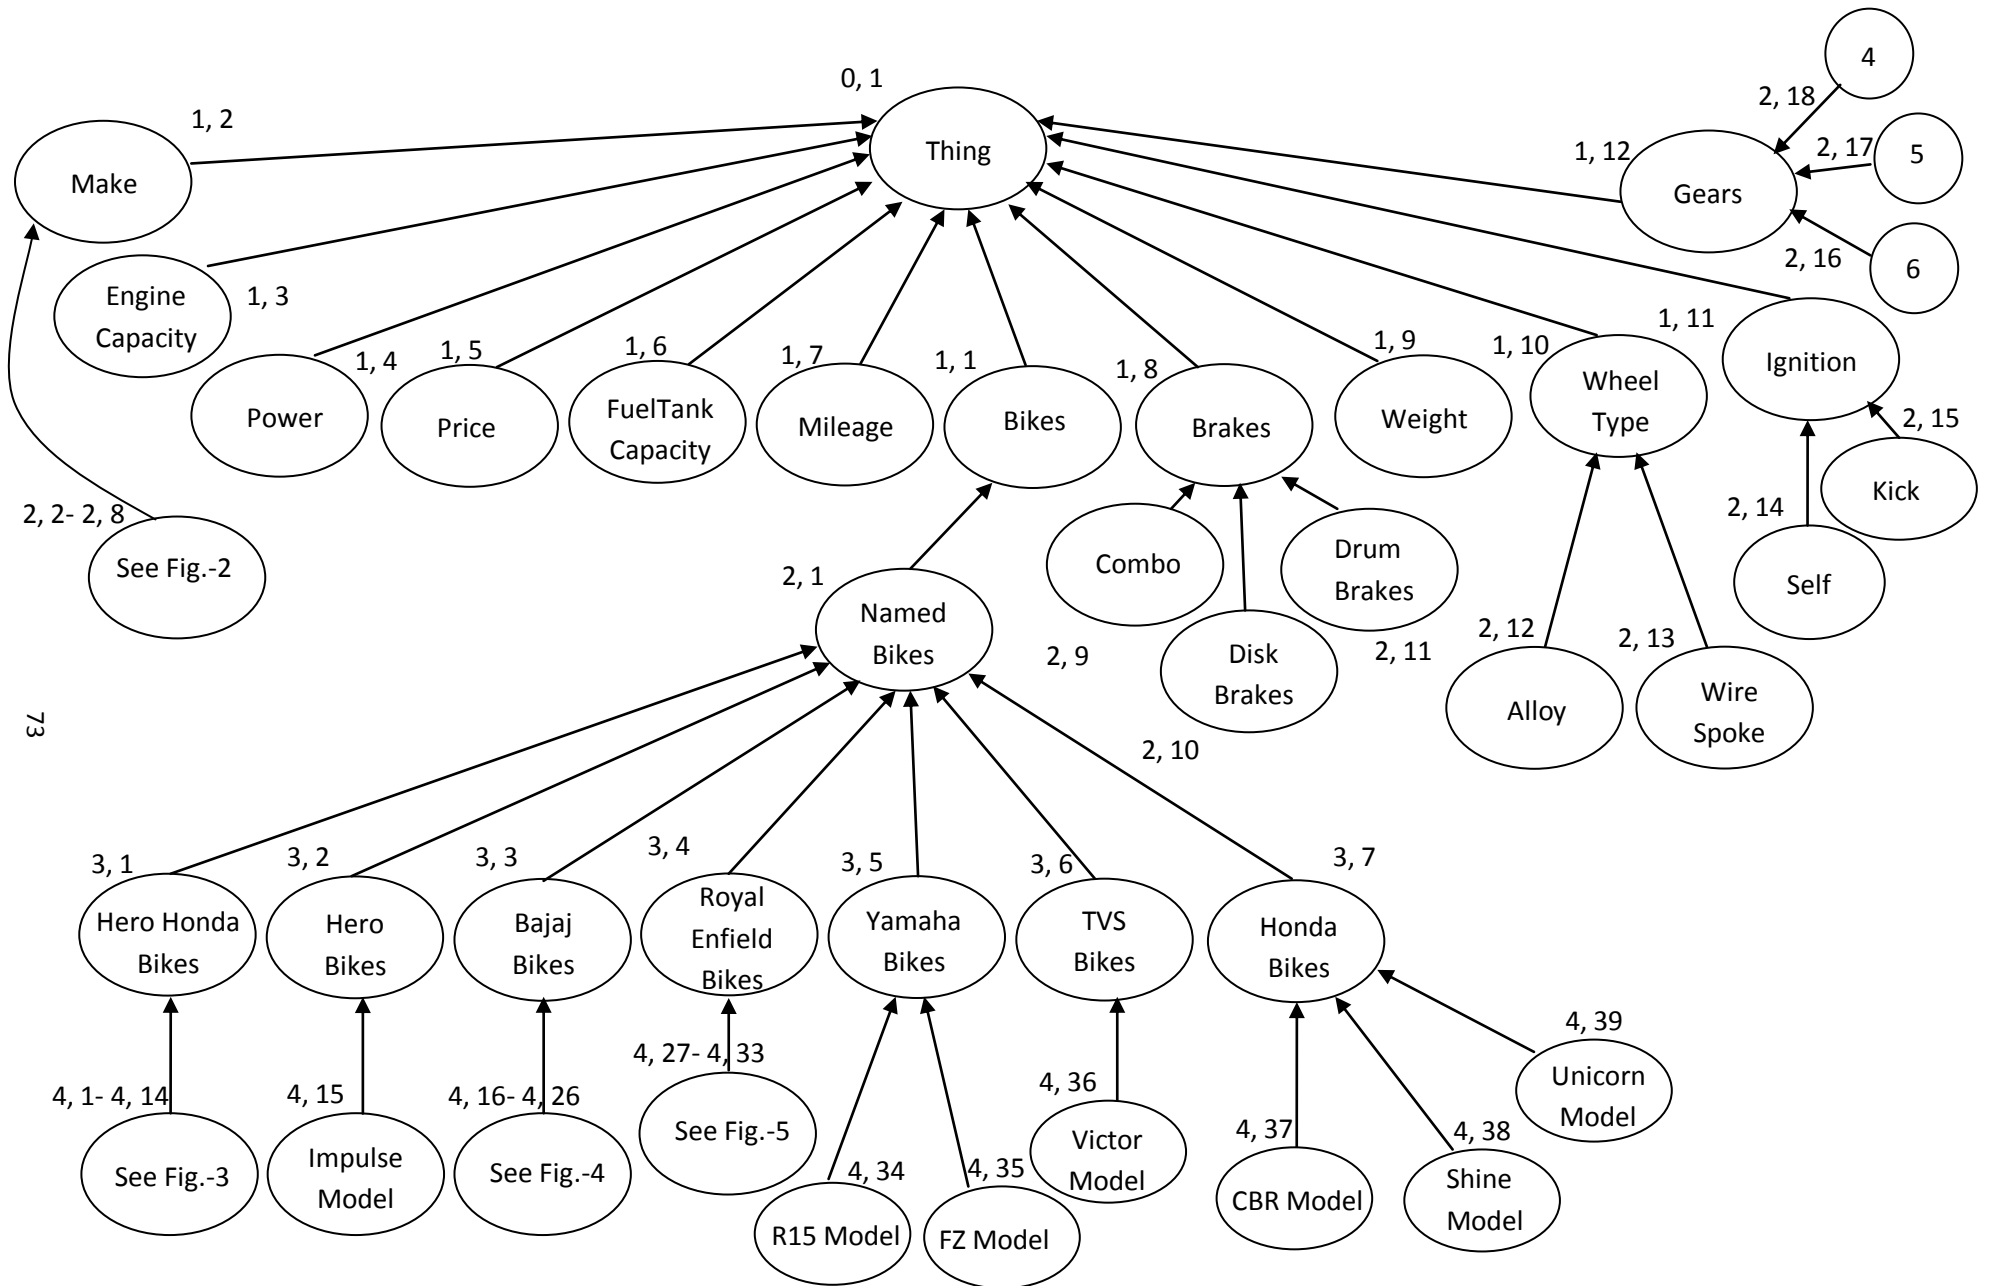 4
0, 1
2, 18
1, 2
Thing
1, 12
2, 17
5
Make
Gears
2, 16
6
Engine
Capacity
1, 3
1, 4
1, 5
1, 6
1, 7
1, 1
1, 8
1, 9
1, 10
1, 11
Ignition
Power
Price
FuelTank
Capacity
Mileage
Bikes
Brakes
Weight
Wheel
Type
2, 15
Kick
2, 2- 2, 8
See Fig.-2
2, 1
Named
Bikes
Combo
Drum
Brakes
2, 14
Self
2, 9
Disk
Brakes
2, 11
2, 12
2, 13
Alloy
Wire
Spoke
73
2, 10
3, 1
3, 2
3, 3
3, 4
3, 5
3, 6
3, 7
Hero Honda
Bikes
Hero
Bikes
Bajaj
Bikes
Royal
Enfield
Bikes
Yamaha
Bikes
TVS
Bikes
Honda
Bikes
4, 39
Unicorn
Model
4, 1- 4, 14
4, 15
4, 16- 4, 26
4, 27- 4, 33
4, 36
4, 37
4, 38
See Fig.-3
Impulse
Model
See Fig.-4
See Fig.-5
4, 34
4, 35
Victor
Model
CBR Model
Shine
Model
R15 Model
FZ Model